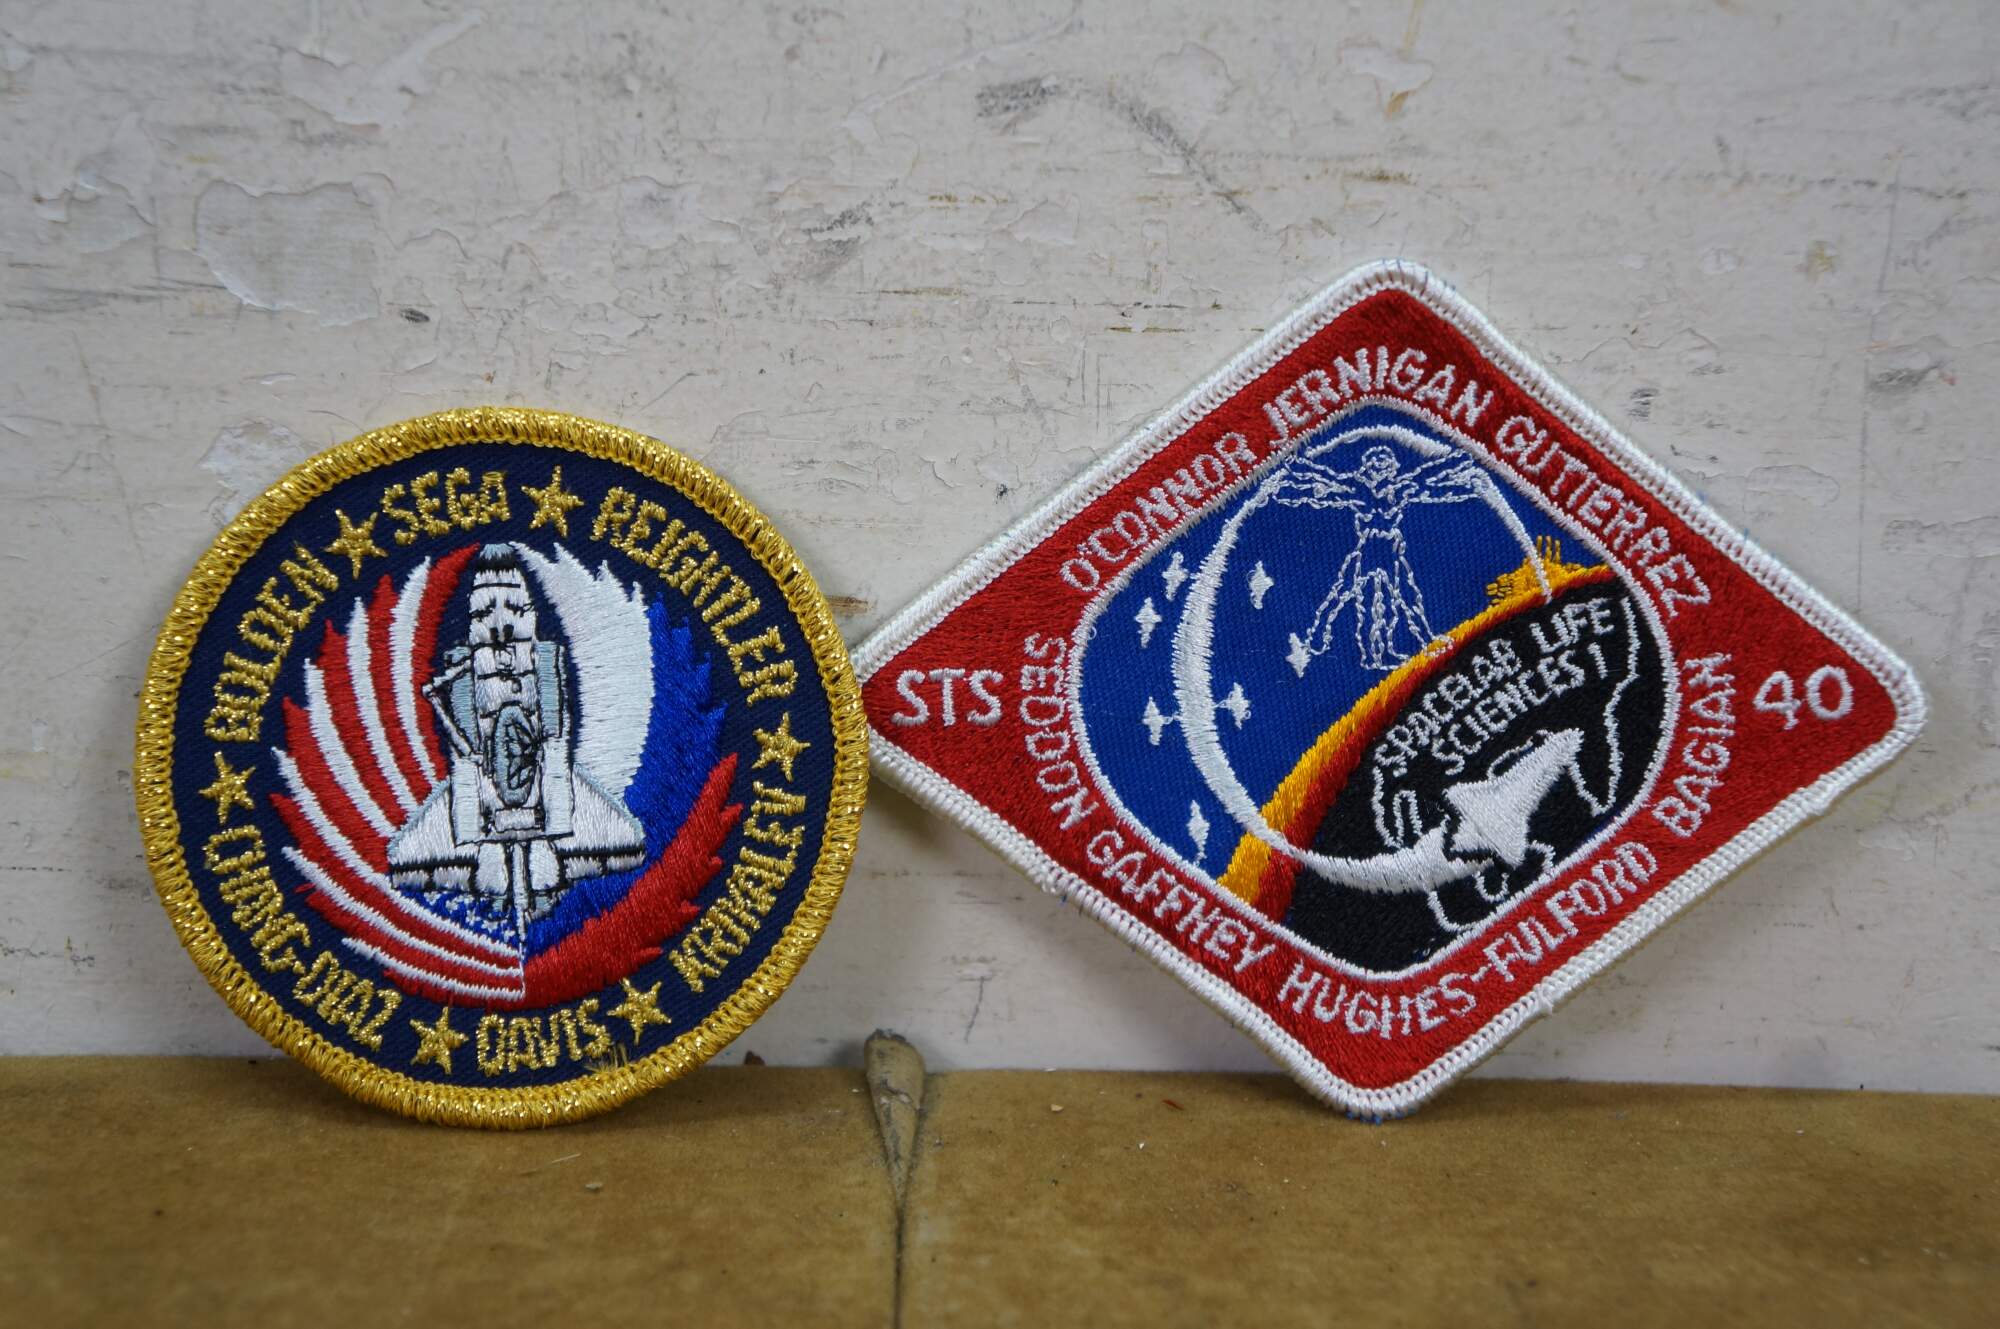 BOLDEN ★ SEGA ★ REIGHTLER ★ КРИКАЛЁВ ★ DAVIS ★ CHANG-DIAZ ★
O'CONNOR JERNIGAN GUTIERREZ
STS
40
SPACELAB LIFE
SCIENCES 1
SEDDON GAFFNEY HUGHES-FULFORD BAGIAN